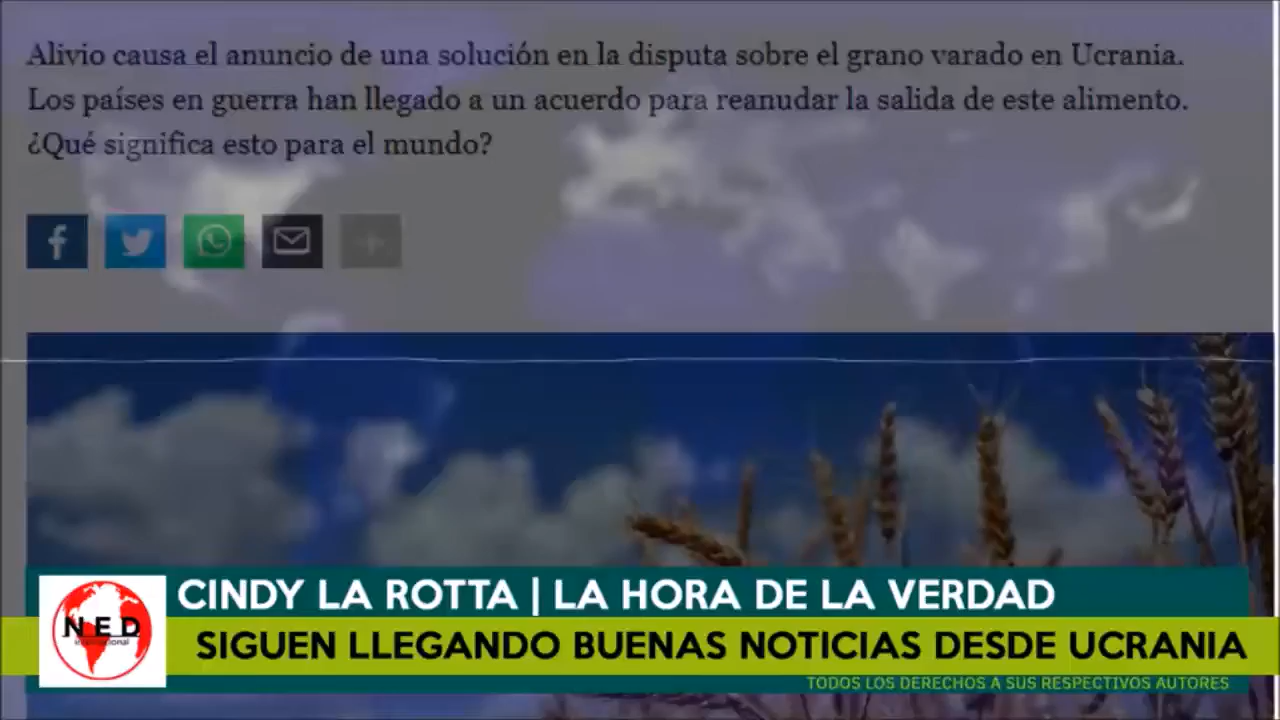 Alivio causa el anuncio de una solución en la disputa sobre el grano varado en Ucrania.
Los países en guerra han llegado a un acuerdo para reanudar la salida de este alimento.
¿Qué significa esto para el mundo?
CINDY LA ROTTA | LA HORA DE LA VERDAD
N.E.D
International
SIGUEN LLEGANDO BUENAS NOTICIAS DESDE UCRANIA
TODOS LOS DERECHOS A SUS RESPECTIVOS AUTORES